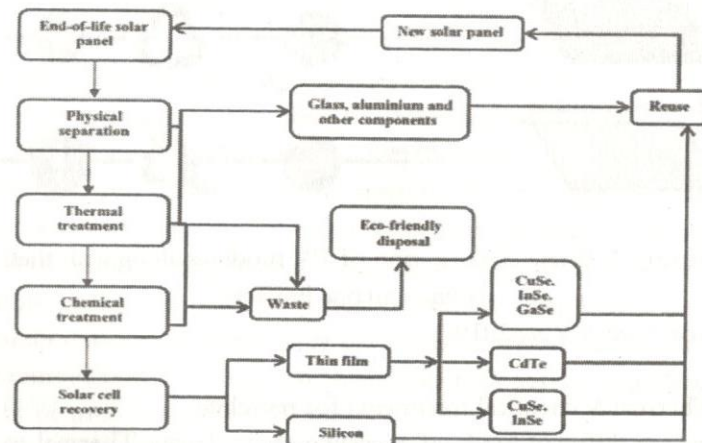 End-of-life solar
panel
New solar panel
Physical
separation
Glass, aluminium and
other components
Reuse
Thermal
treatment
Eco-friendly
disposal
Chemical
treatment
Waste
CuSe.
InSe.
GaSe
Thin film
CdTe
Solar cell
recovery
CuSe.
InSe
Silicon